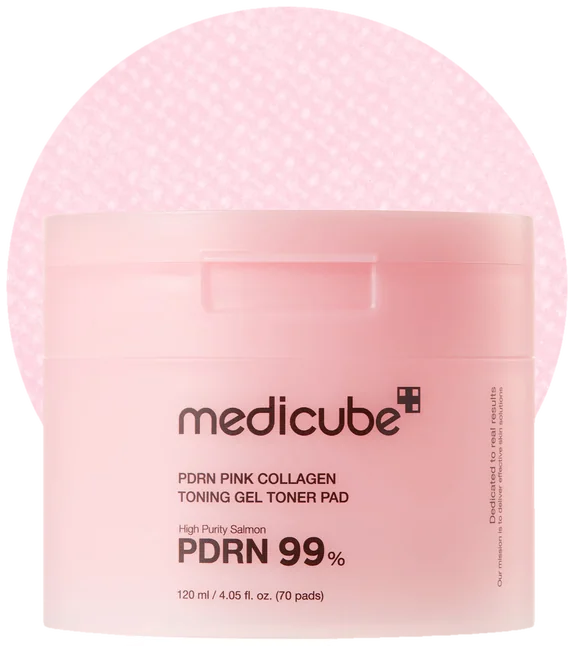 medicube
PDRN PINK COLLAGEN
TONING GEL TONER PAD
High Purity Salmon
PDRN 99%
120 ml / 4.05 fl. oz. (70 pads)
Dedicated to real results
Our mission is to deliver effective skin solutions